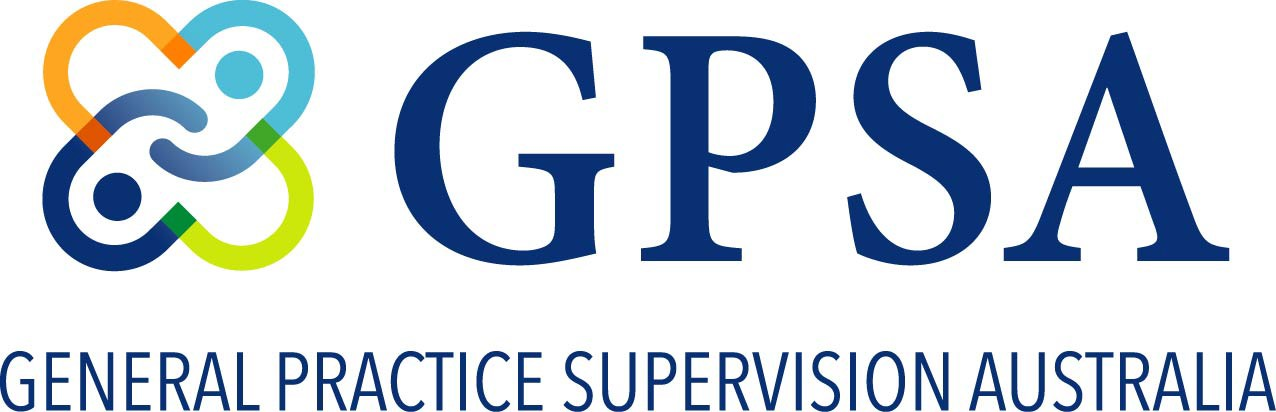 GPSA
GENERAL PRACTICE SUPERVISION AUSTRALIA